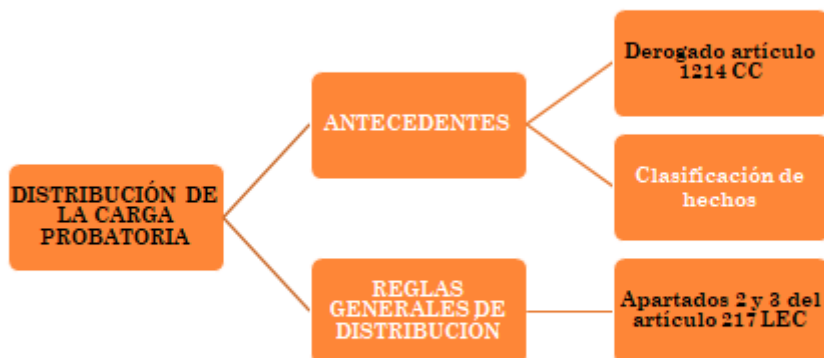 DISTRIBUCIÓN DE
LA CARGA
PROBATORIA
ANTECEDENTES
Derogado artículo
1214 CC
Clasificación de
hechos
REGLAS
GENERALES DE
DISTRIBUCIÓN
Apartados 2 y 3 del
artículo 217 LEC